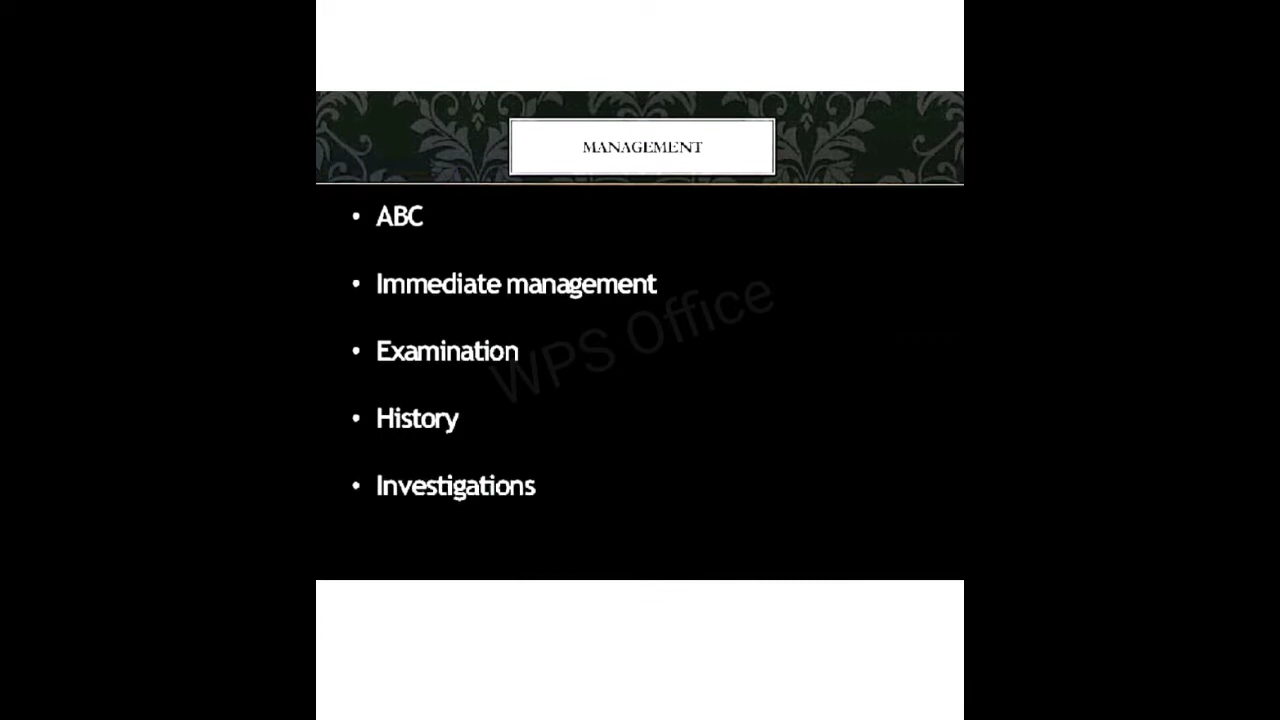 MANAGEMENT
• ABC
• Immediate management
• Examination
• History
• Investigations
WPS Office